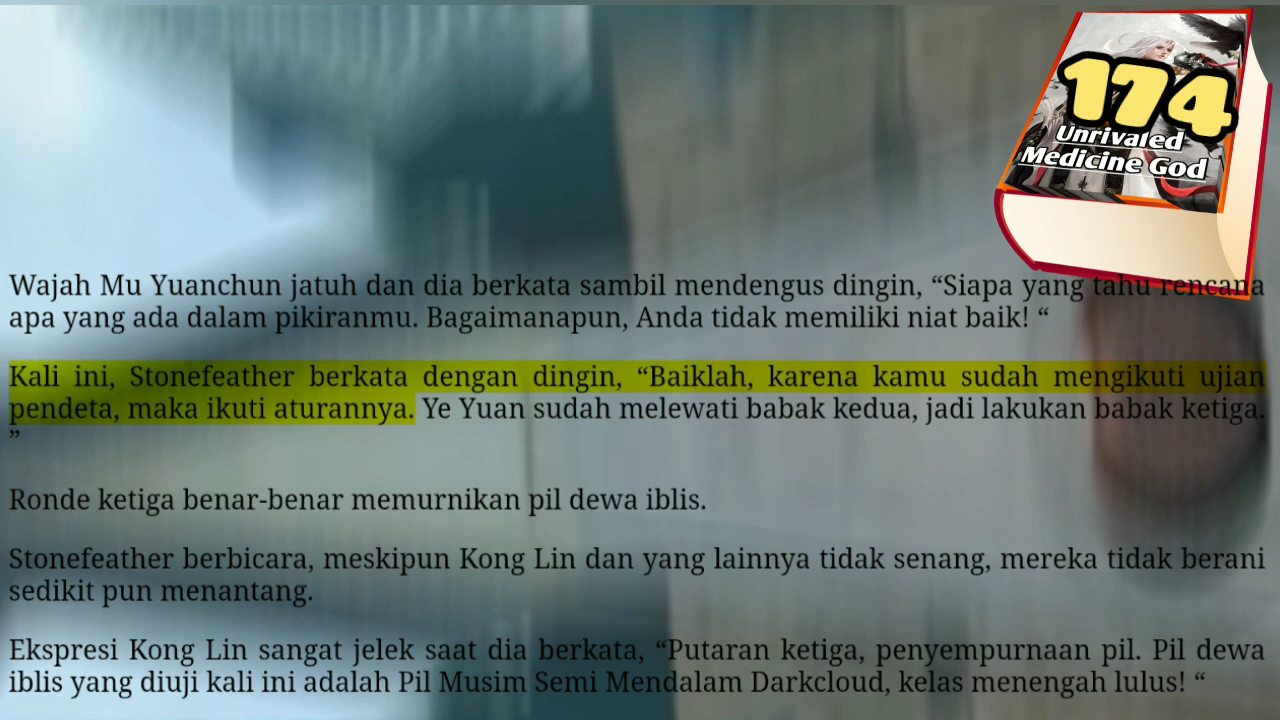 174
Unrivaled
Medicine God
Wajah Mu Yuanchun jatuh dan dia berkata sambil mendengus dingin, “Siapa yang tahu rencana
apa yang ada dalam pikiranmu. Bagaimanapun, Anda tidak memiliki niat baik! “
Kali ini, Stonefeather berkata dengan dingin, “Baiklah, karena kamu sudah mengikuti ujian
pendeta, maka ikuti aturannya. Ye Yuan sudah melewati babak kedua, jadi lakukan babak ketiga.
”
Ronde ketiga benar-benar memurnikan pil dewa iblis.
Stonefeather berbicara, meskipun Kong Lin dan yang lainnya tidak senang, mereka tidak berani
sedikit pun menantang.
Ekspresi Kong Lin sangat jelek saat dia berkata, “Putaran ketiga, penyempurnaan pil. Pil dewa
iblis yang diuji kali ini adalah Pil Musim Semi Mendalam Darkcloud, kelas menengah lulus! “